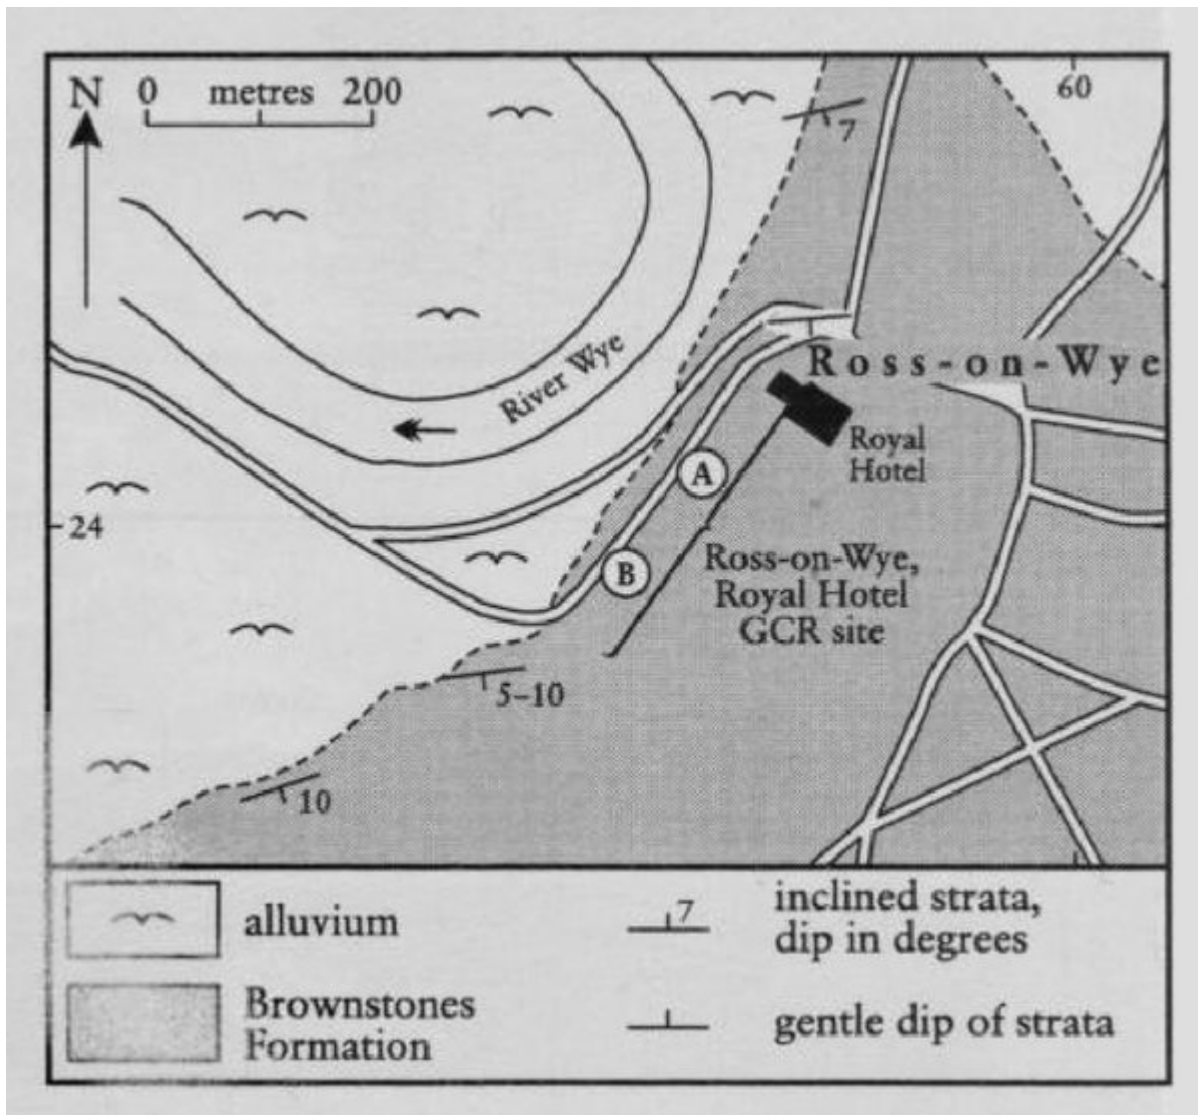 N 0 metres 200
60
7
River Wye
Ross-on-Wye
Royal
Hotel
A
24
B
Ross-on-Wye,
Royal Hotel
GCR site
5–10
10
alluvium
7
inclined strata,
dip in degrees
Brownstones
Formation
gentle dip of strata